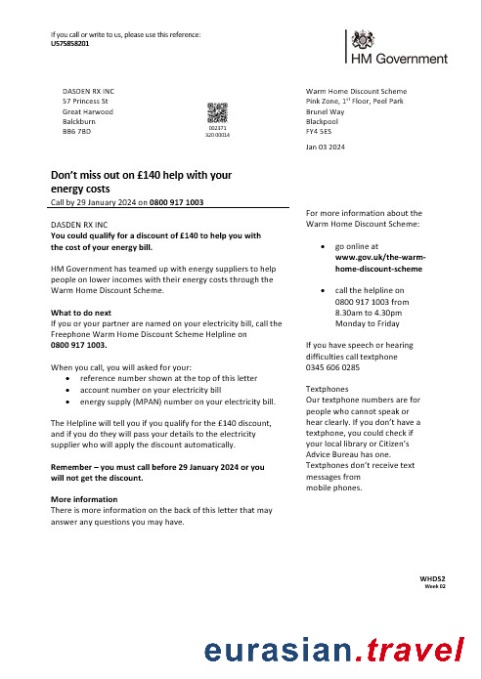 If you call or write to us, please use this reference:
US75858201
HM Government
DASDEN RX INC
57 Princess St
Great Harwood
Balckburn
BB6 7BD
002371
320 00014
Warm Home Discount Scheme
Pink Zone, 1st Floor, Peel Park
Brunel Way
Blackpool
FY4 5ES
Jan 03 2024
Don't miss out on £140 help with your
energy costs
Call by 29 January 2024 on 0800 917 1003
DASDEN RX INC
You could qualify for a discount of £140 to help you with
the cost of your energy bill.
HM Government has teamed up with energy suppliers to help
people on lower incomes with their energy costs through the
Warm Home Discount Scheme.
What to do next
If you or your partner are named on your electricity bill, call the
Freephone Warm Home Discount Scheme Helpline on
0800 917 1003.
When you call, you will asked for your:
• reference number shown at the top of this letter
• account number on your electricity bill
• energy supply (MPAN) number on your electricity bill.
The Helpline will tell you if you qualify for the £140 discount,
and if you do they will pass your details to the electricity
supplier who will apply the discount automatically.
Remember – you must call before 29 January 2024 or you
will not get the discount.
More information
There is more information on the back of this letter that may
answer any questions you may have.
For more information about the
Warm Home Discount Scheme:
• go online at
www.gov.uk/the-warm-
home-discount-scheme
• call the helpline on
0800 917 1003 from
8.30am to 4.30pm
Monday to Friday
If you have speech or hearing
difficulties call textphone
0345 606 0285
Textphones
Our textphone numbers are for
people who cannot speak or
hear clearly. If you don't have a
textphone, you could check if
your local library or Citizen's
Advice Bureau has one.
Textphones don't receive text
messages from
mobile phones.
WHDS2
Week 02
eurasian.travel